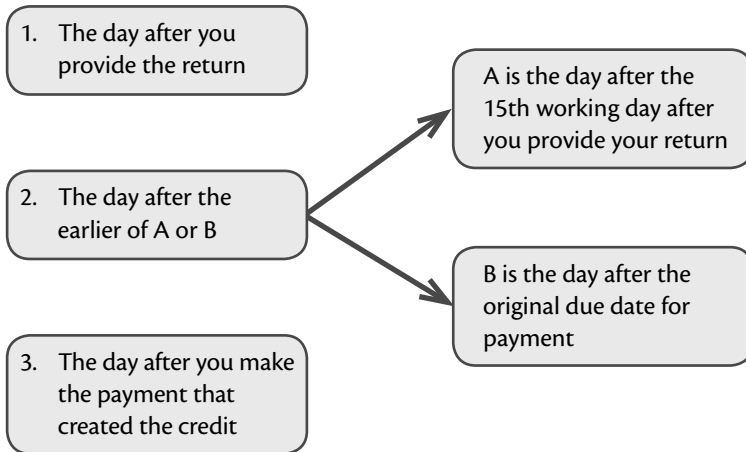 1. The day after you
provide the return
A is the day after the
15th working day after
you provide your return
2. The day after the
earlier of A or B
B is the day after the
original due date for
payment
3. The day after you make
the payment that
created the credit